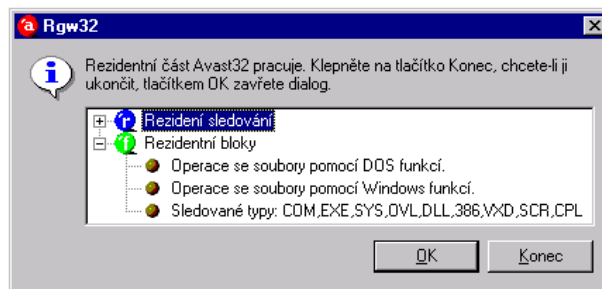 Rgw32
Rezidentní část Avast32 pracuje. Klepněte na tlačítko Konec, chcete-li ji
ukončit, tlačítkem OK zavřete dialog.
Rezidení sledování
Rezidentní bloky
Operace se soubory pomocí DOS funkcí.
Operace se soubory pomocí Windows funkcí.
Sledované typy: COM,EXE,SYS,OVL,DLL,386,VXD,SCR,CPL
OK
Konec